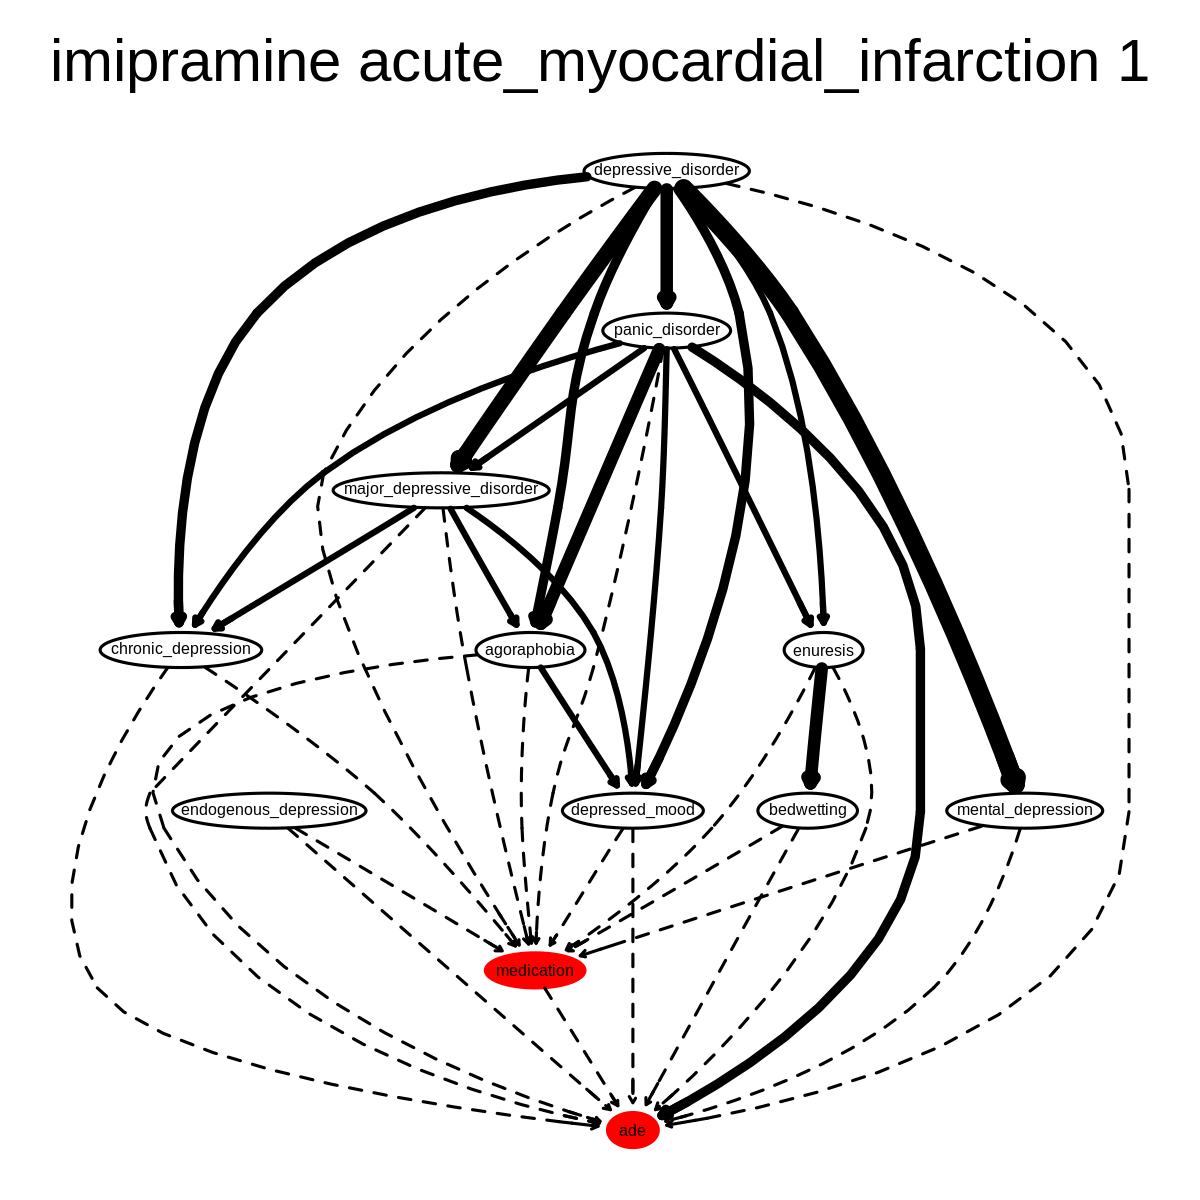 imipramine acute_myocardial_infarction 1
depressive_disorder
panic_disorder
major_depressive_disorder
chronic_depression
agoraphobia
enuresis
endogenous_depression
depressed_mood
bedwetting
mental_depression
medication
ade